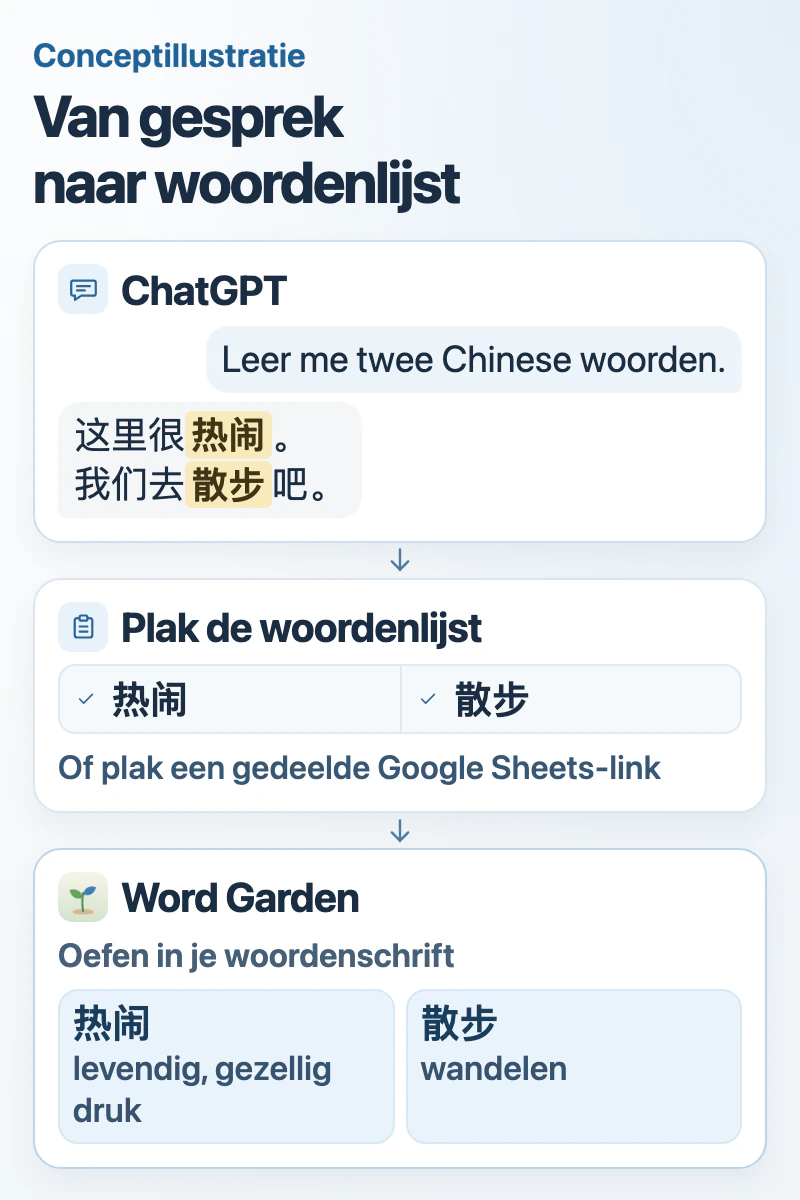 Conceptillustratie
Van gesprek
naar woordenlijst
ChatGPT
Leer me twee Chinese woorden.
这里很热闹。
我们去散步吧。
Plak de woordenlijst
热闹
散步
Of plak een gedeelde Google Sheets-link
Word Garden
Oefen in je woordenschrift
热闹
levendig, gezellig
druk
散步
wandelen